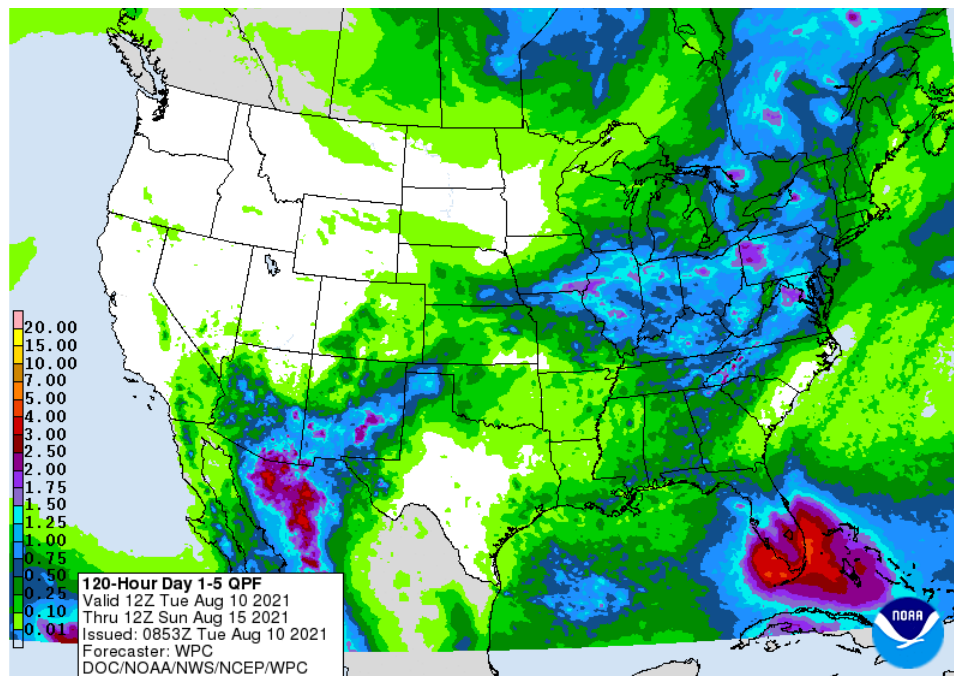 20.00
15.00
10.00
7.00
5.00
4.00
3.00
2.50
2.00
1.75
1.50
1.25
1.00
0.75
0.50
0.25
0.10
0.01
120-Hour Day 1-5 QPF
Valid 12Z Tue Aug 10 2021
Thru 12Z Sun Aug 15 2021
Issued: 0853Z Tue Aug 10 2021
Forecaster: WPC
DOC/NOAA/NWS/NCEP/WPC
NOAA